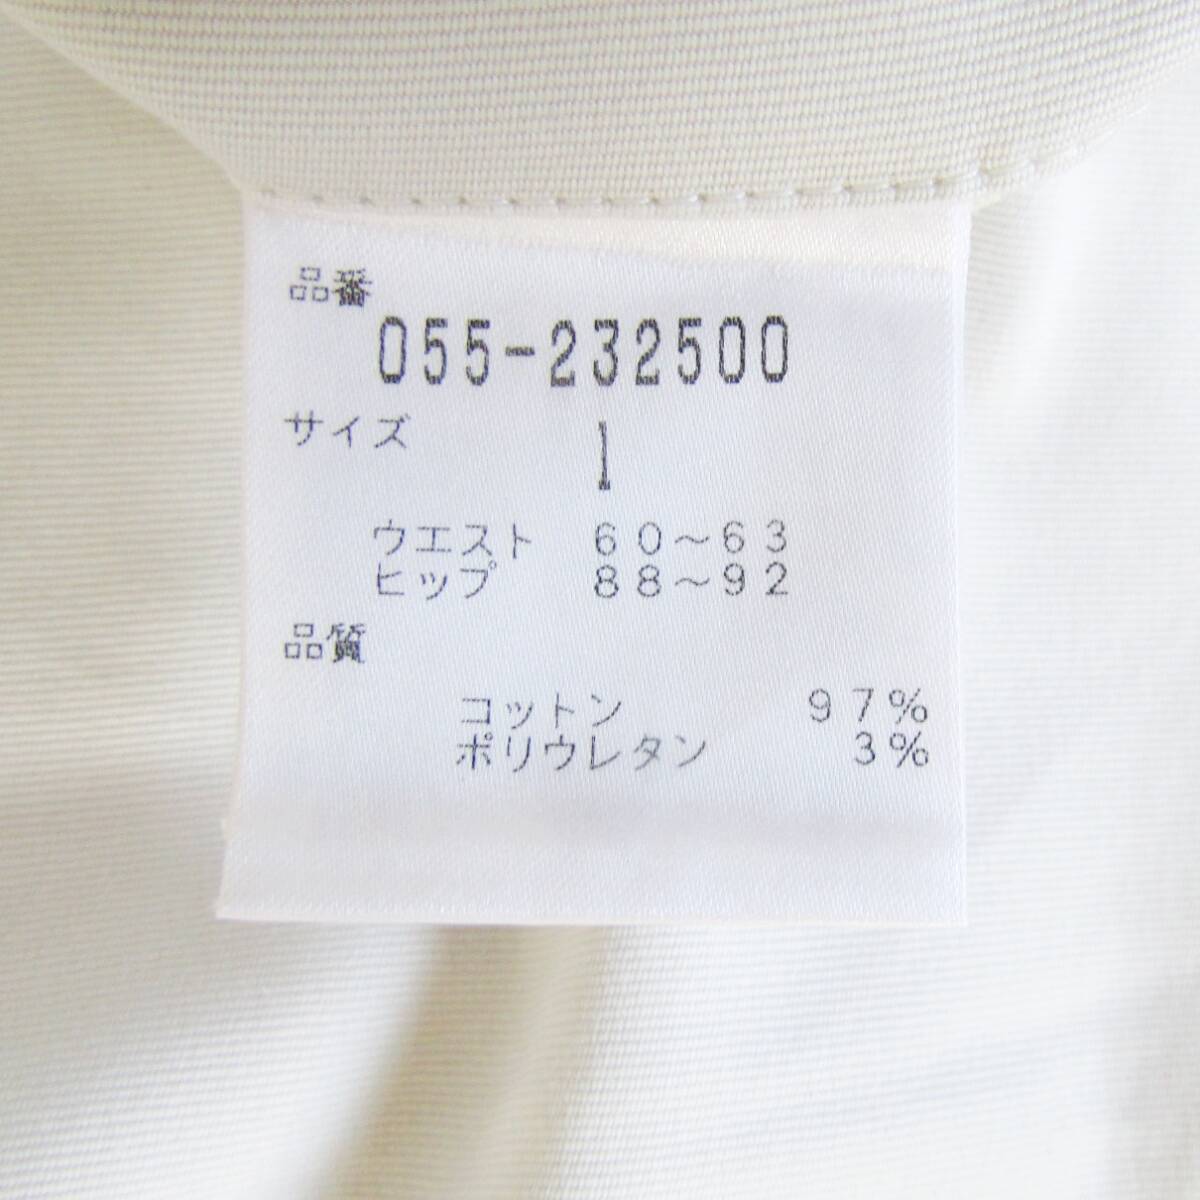 品番
055-232500
サイズ 1
ウエスト 60～63
ヒップ 88～92
品質
コットン 97%
ポリウレタン 3%